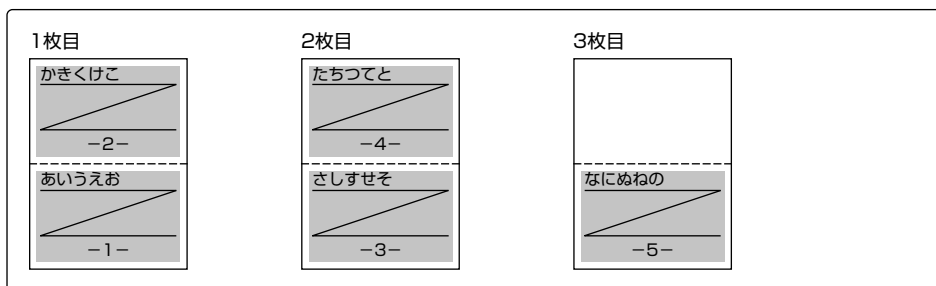 1枚目
かきくけこ
−2−
あいうえお
−1−
2枚目
たちつてと
−4−
さしすせそ
−3−
3枚目
なにぬねの
−5−